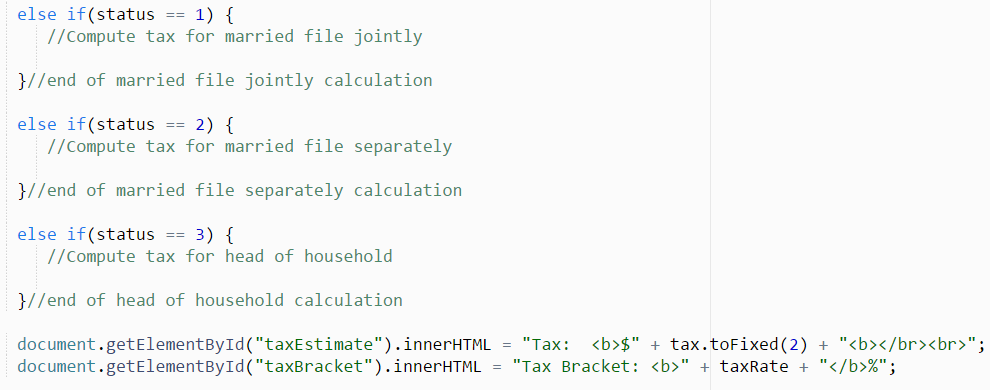 else if(status == 1) {
//Compute tax for married file jointly
}//end of married file jointly calculation
else if(status == 2) {
//Compute tax for married file separately
}//end of married file separately calculation
else if(status == 3) {
//Compute tax for head of household
}//end of head of household calculation
document.getElementById("taxEstimate").innerHTML = "Tax:  <b>$" + tax.toFixed(2) + "<b></br><br>";
document.getElementById("taxBracket").innerHTML = "Tax Bracket: <b>" + taxRate + "</b>%";